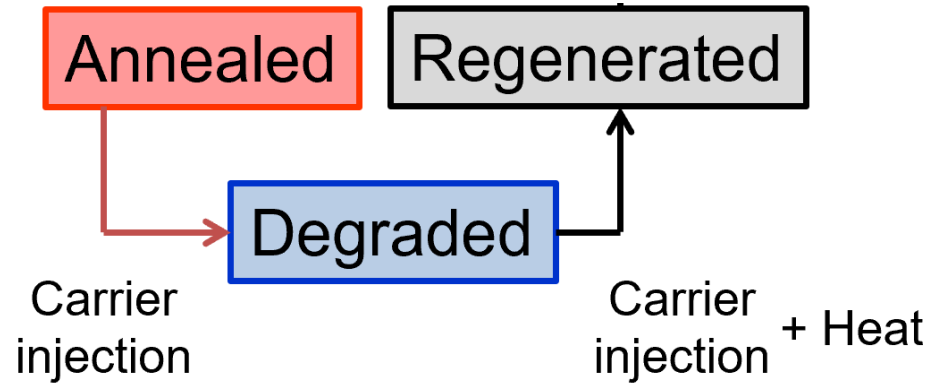 Annealed
Regenerated
Degraded
Carrier
injection
Carrier
injection
+ Heat